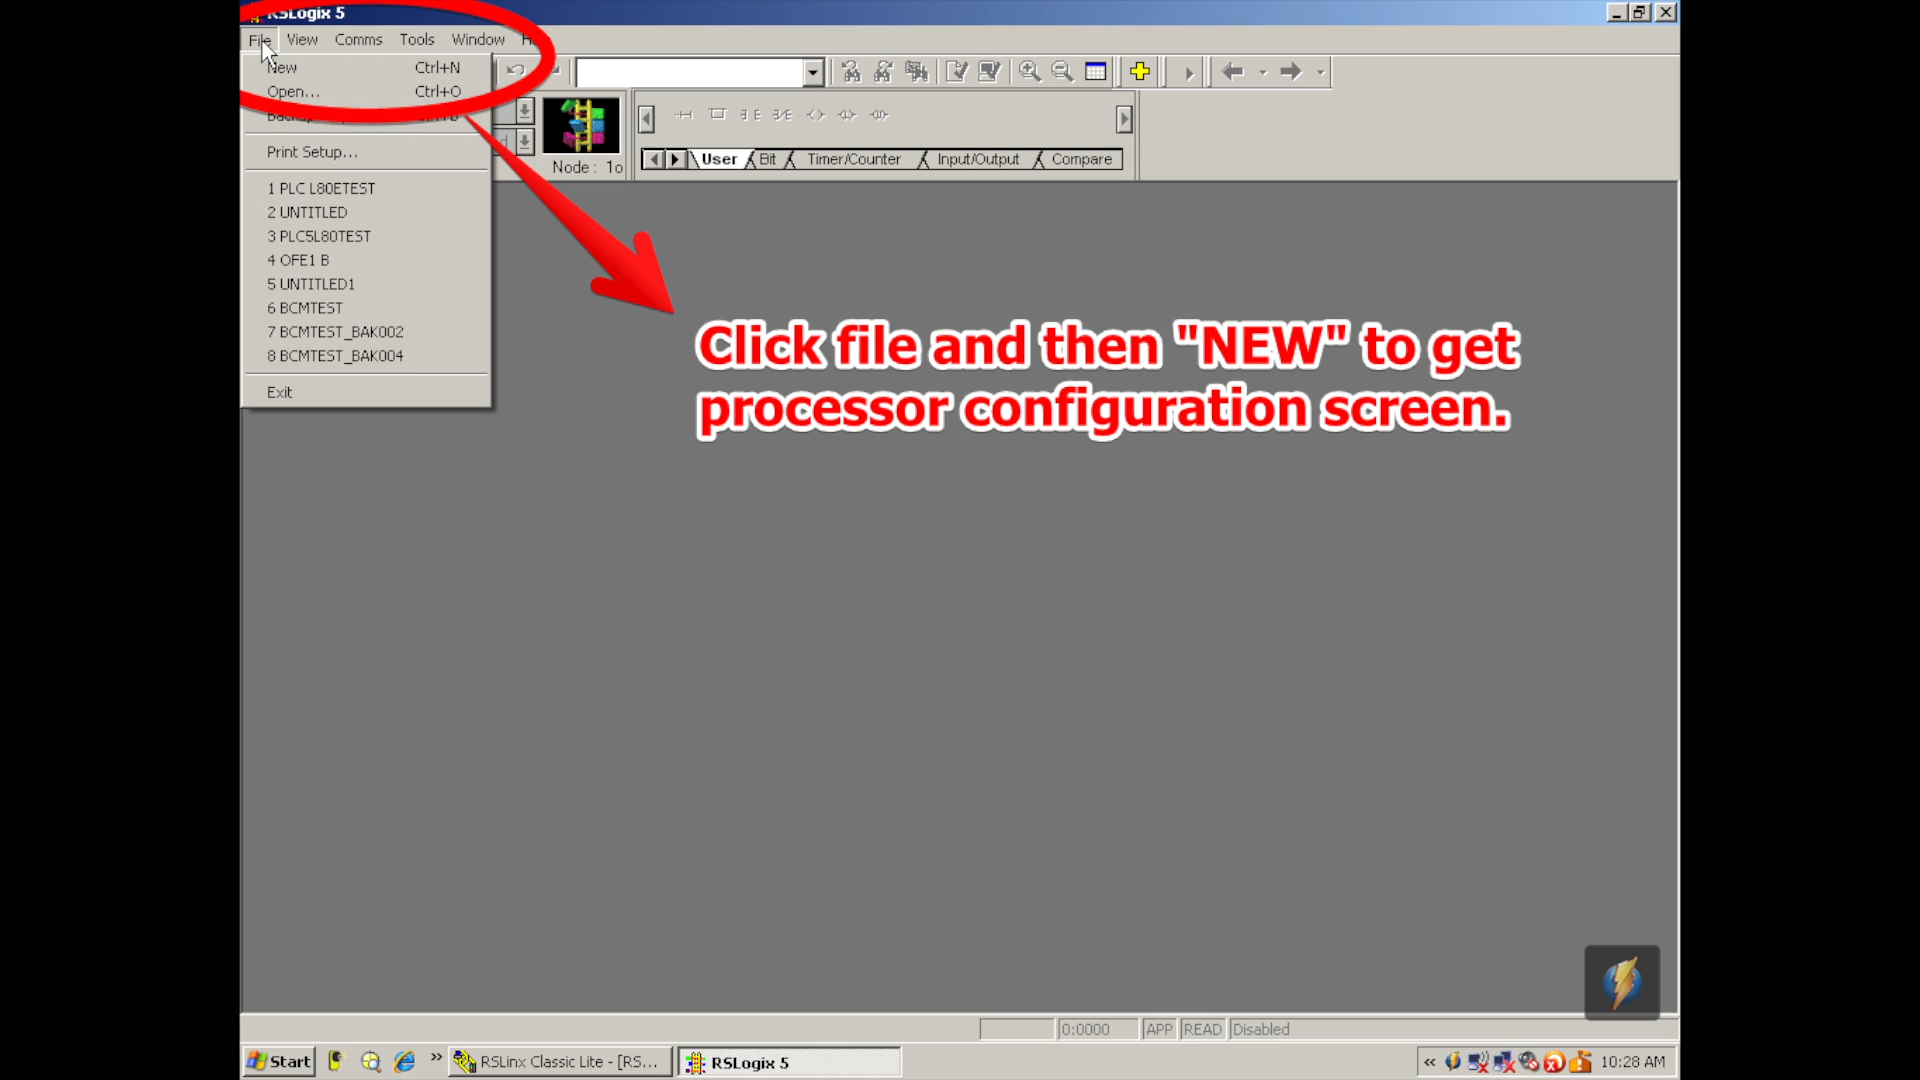 RSLogix 5
File View Comms Tools Window
New Ctrl+N
Open... Ctrl+O
Print Setup...
1 PLC L80ETEST
2 UNTITLED
3 PLC5L80TEST
4 OFE1 B
5 UNTITLED1
6 BCMTEST
7 BCMTEST_BAK002
8 BCMTEST_BAK004
Exit
Node : 1o
User Bit Timer/Counter Input/Output Compare
Click file and then "NEW" to get
processor configuration screen.
0:0000 APP READ Disabled
Start » RSLinx Classic Lite - [RS... RSLogix 5 « 10:28 AM